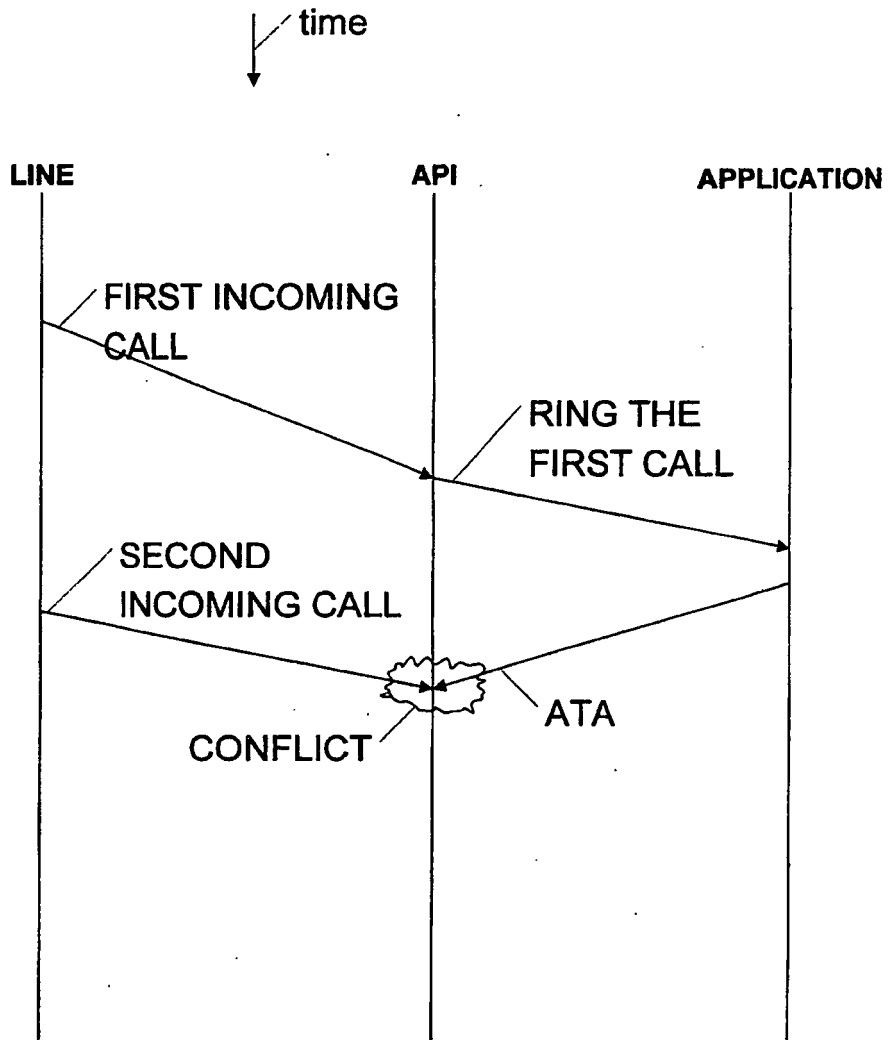 time
LINE
API
APPLICATION
FIRST INCOMING
CALL
RING THE
FIRST CALL
SECOND
INCOMING CALL
ATA
CONFLICT